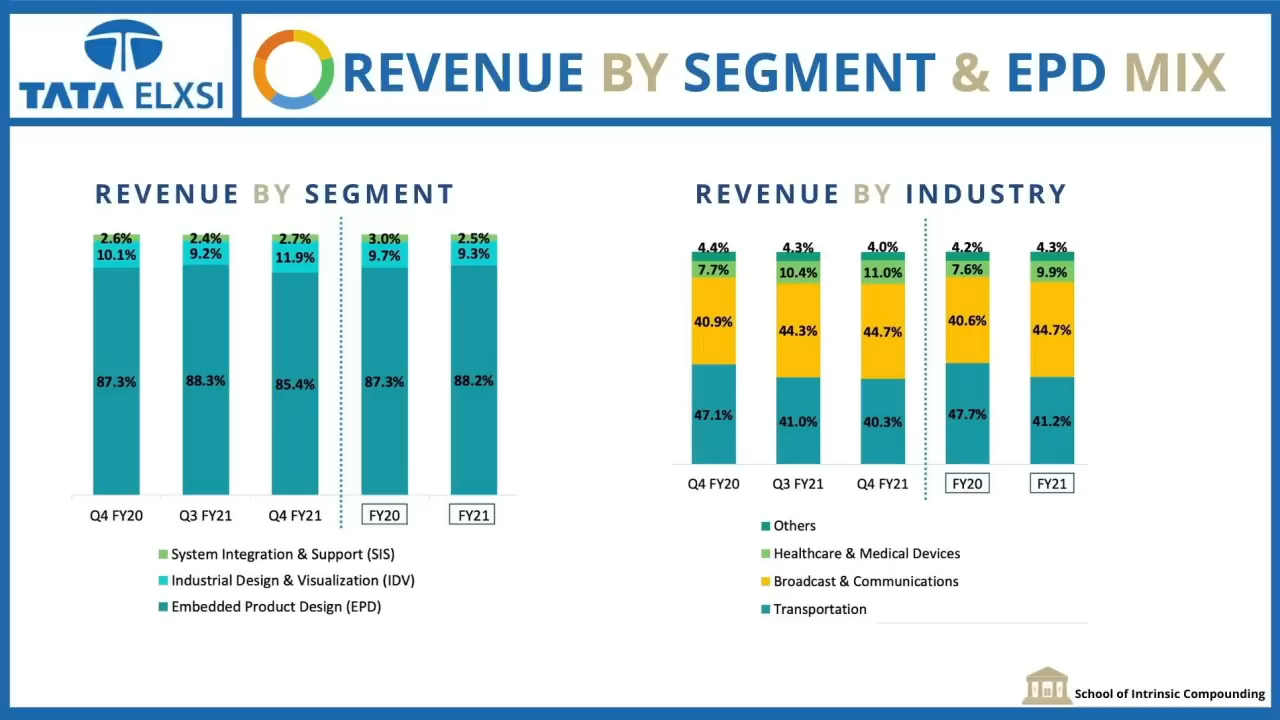 TATA ELXSI
REVENUE BY SEGMENT & EPD MIX
REVENUE BY SEGMENT
2.6% 2.4% 2.7% 3.0% 2.5%
10.1% 9.2% 11.9% 9.7% 9.3%
87.3% 88.3% 85.4% 87.3% 88.2%
Q4 FY20 Q3 FY21 Q4 FY21 FY20 FY21
System Integration & Support (SIS)
Industrial Design & Visualization (IDV)
Embedded Product Design (EPD)
REVENUE BY INDUSTRY
4.4% 4.3% 4.0% 4.2% 4.3%
7.7% 10.4% 11.0% 7.6% 9.9%
40.9% 44.3% 44.7% 40.6% 44.7%
47.1% 41.0% 40.3% 47.7% 41.2%
Q4 FY20 Q3 FY21 Q4 FY21 FY20 FY21
Others
Healthcare & Medical Devices
Broadcast & Communications
Transportation
School of Intrinsic Compounding